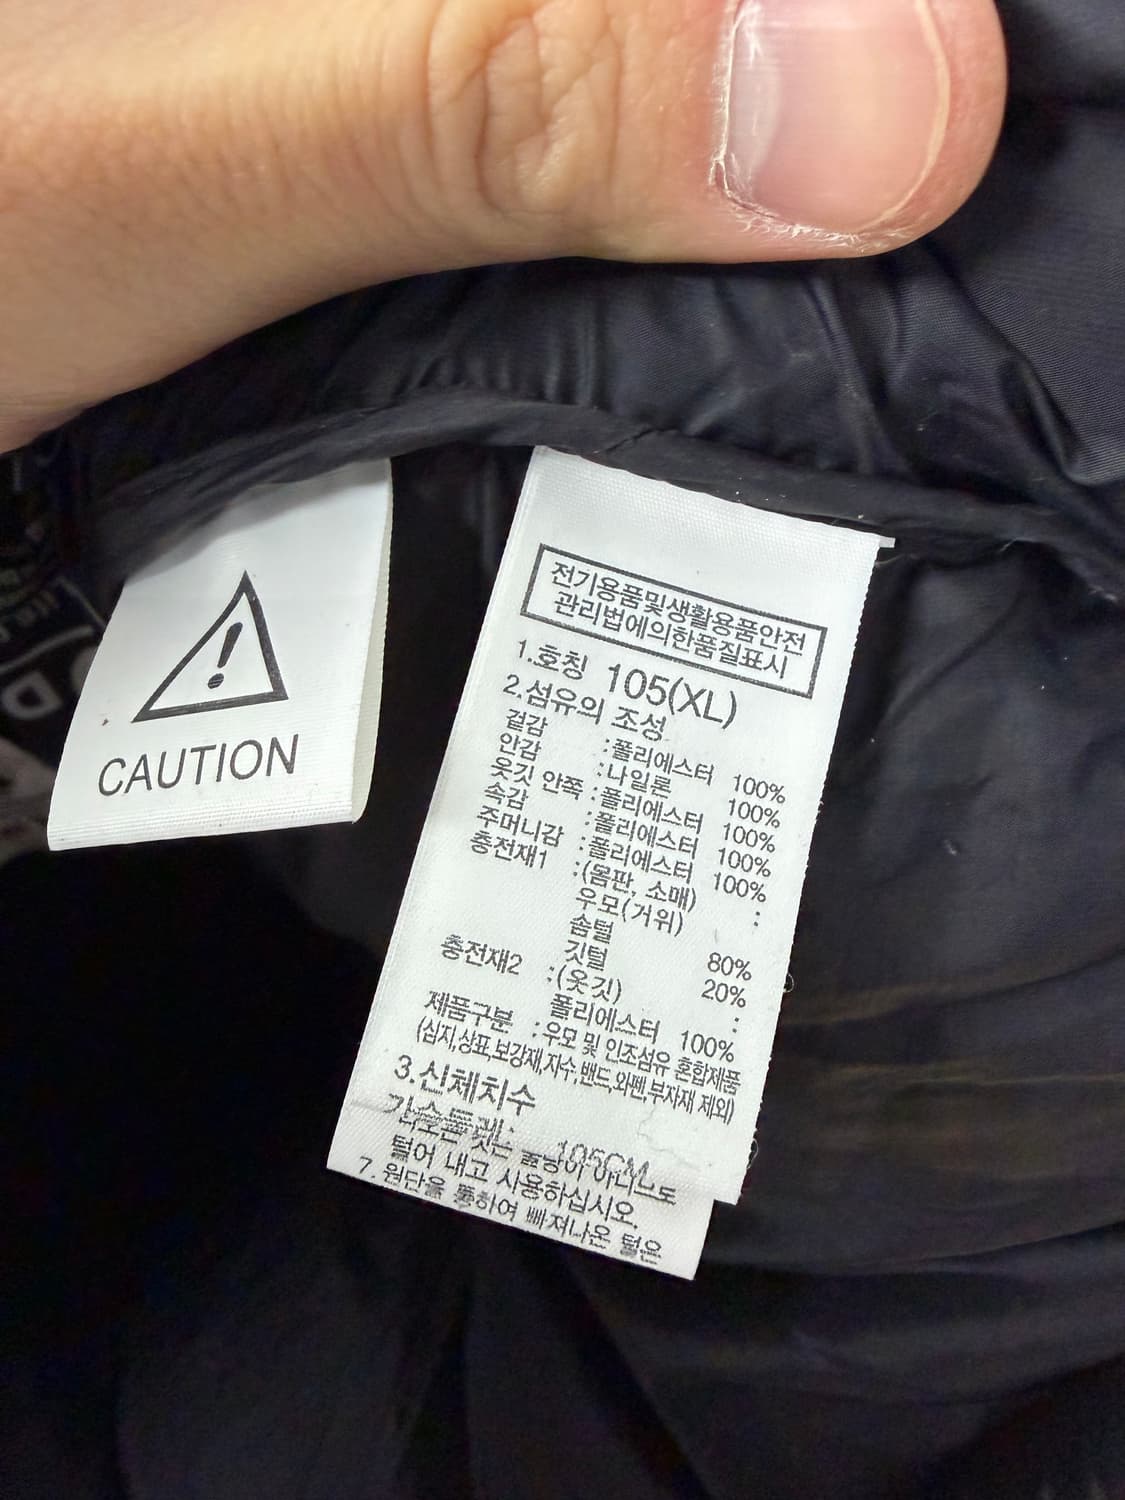 CAUTION
전기용품및생활용품안전
관리법에의한품질표시
1.호칭 105(XL)
2.섬유의 조성
겉감 :폴리에스터 100%
안감 :나일론 100%
옷깃 안쪽 :폴리에스터 100%
속감 :폴리에스터 100%
주머니감 :폴리에스터 100%
충전재1 :(몸판, 소매) :
우모(거위)
솜털 80%
깃털 20%
충전재2 :(옷깃) :
폴리에스터 100%
제품구분 :우모 및 인조섬유 혼합제품
(심지,상표,보강재,자수,밴드,와펜,부자재 제외)
3.신체치수
가슴둘레: 105CM
털어 내고 사용하십시오.
7.원단을 통하여 빠져나온 털은